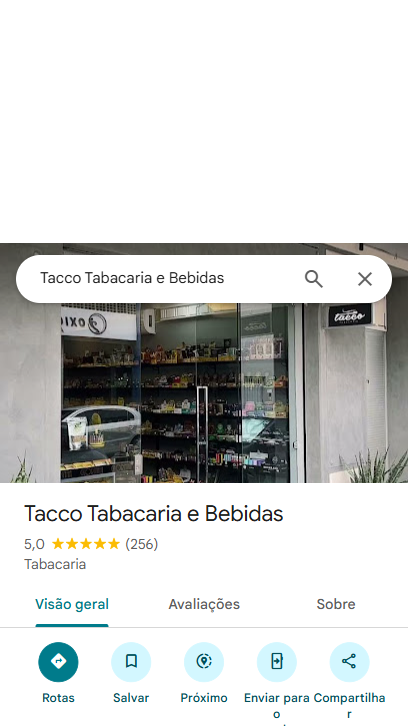 Tacco Tabacaria e Bebidas
OXIC
tacco
Tacco Tabacaria e Bebidas
5,0 (256)
Tabacaria
Visão geral Avaliações Sobre
Rotas Salvar Próximo Enviar para o Compartilhar